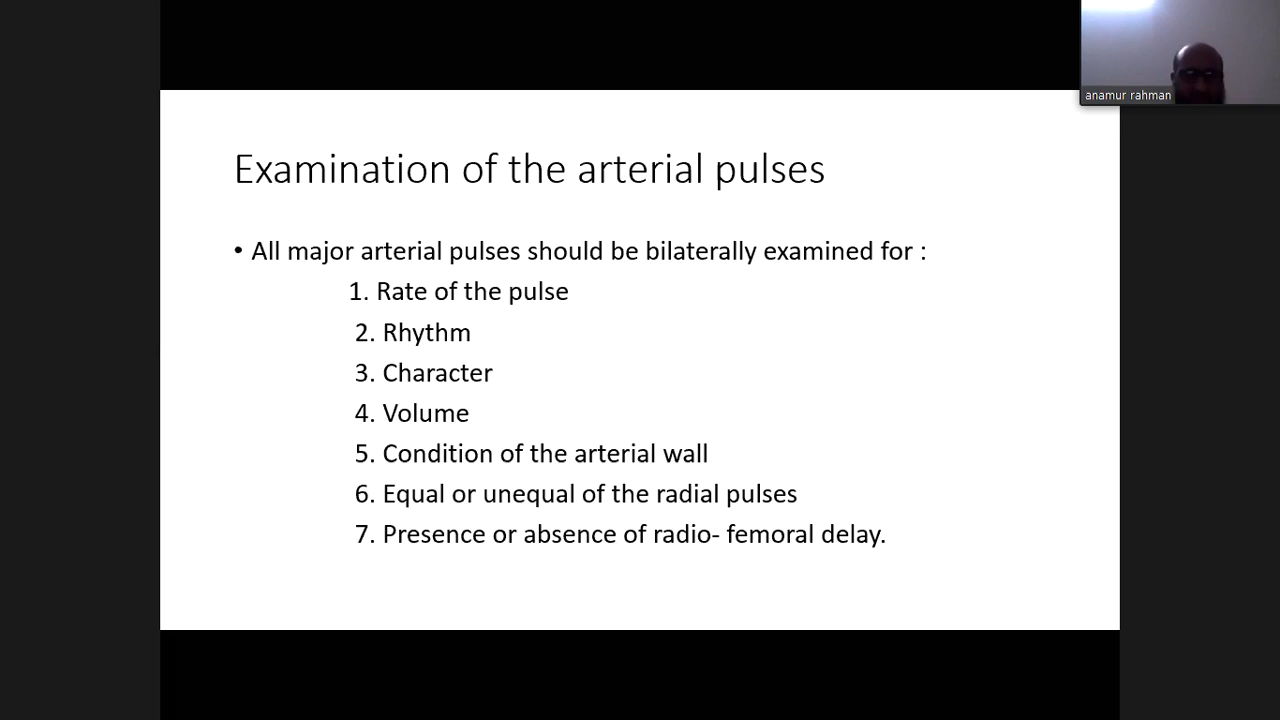 anamur rahman
Examination of the arterial pulses
• All major arterial pulses should be bilaterally examined for :
1. Rate of the pulse
2. Rhythm
3. Character
4. Volume
5. Condition of the arterial wall
6. Equal or unequal of the radial pulses
7. Presence or absence of radio- femoral delay.